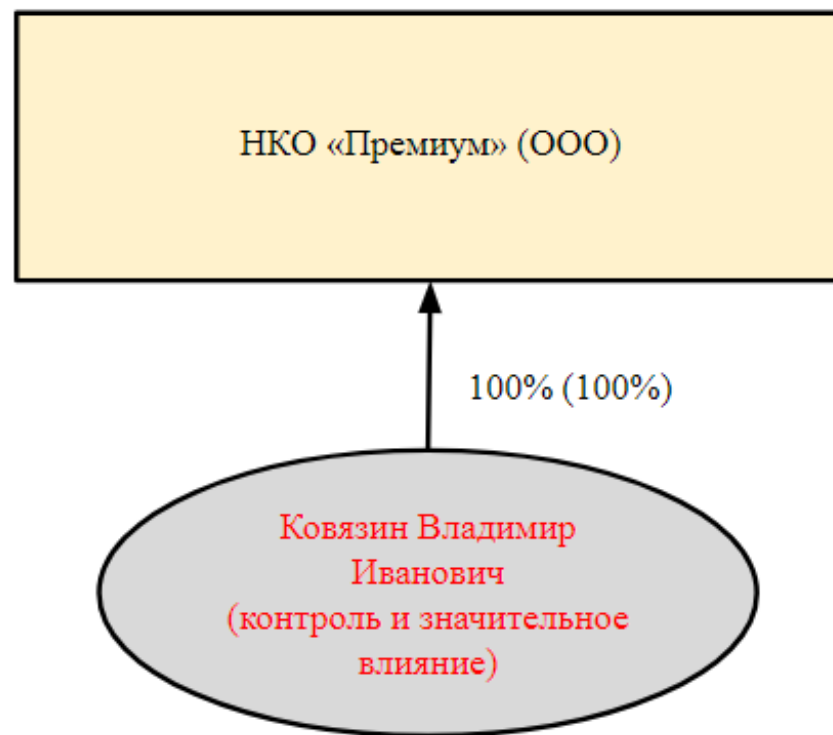 НКО «Премиум» (ООО)
100% (100%)
Ковязин Владимир
Иванович
(контроль и значительное
влияние)